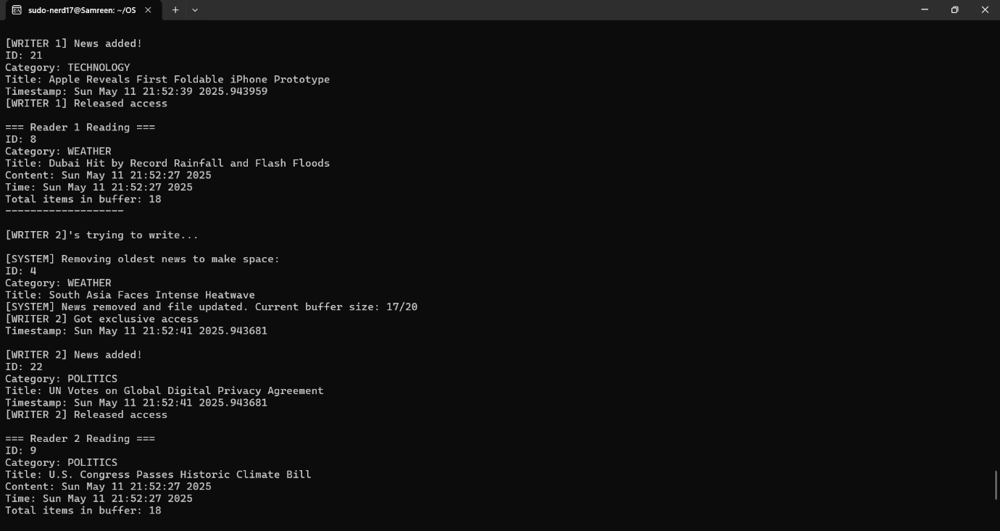 sudo-nerd17@Samreen: ~/OS
[WRITER 1] News added!
ID: 21
Category: TECHNOLOGY
Title: Apple Reveals First Foldable iPhone Prototype
Timestamp: Sun May 11 21:52:39 2025.943959
[WRITER 1] Released access
=== Reader 1 Reading ===
ID: 8
Category: WEATHER
Title: Dubai Hit by Record Rainfall and Flash Floods
Content: Sun May 11 21:52:27 2025
Time: Sun May 11 21:52:27 2025
Total items in buffer: 18
-------------------
[WRITER 2]'s trying to write...
[SYSTEM] Removing oldest news to make space:
ID: 4
Category: WEATHER
Title: South Asia Faces Intense Heatwave
[SYSTEM] News removed and file updated. Current buffer size: 17/20
[WRITER 2] Got exclusive access
Timestamp: Sun May 11 21:52:41 2025.943681
[WRITER 2] News added!
ID: 22
Category: POLITICS
Title: UN Votes on Global Digital Privacy Agreement
Timestamp: Sun May 11 21:52:41 2025.943681
[WRITER 2] Released access
=== Reader 2 Reading ===
ID: 9
Category: POLITICS
Title: U.S. Congress Passes Historic Climate Bill
Content: Sun May 11 21:52:27 2025
Time: Sun May 11 21:52:27 2025
Total items in buffer: 18